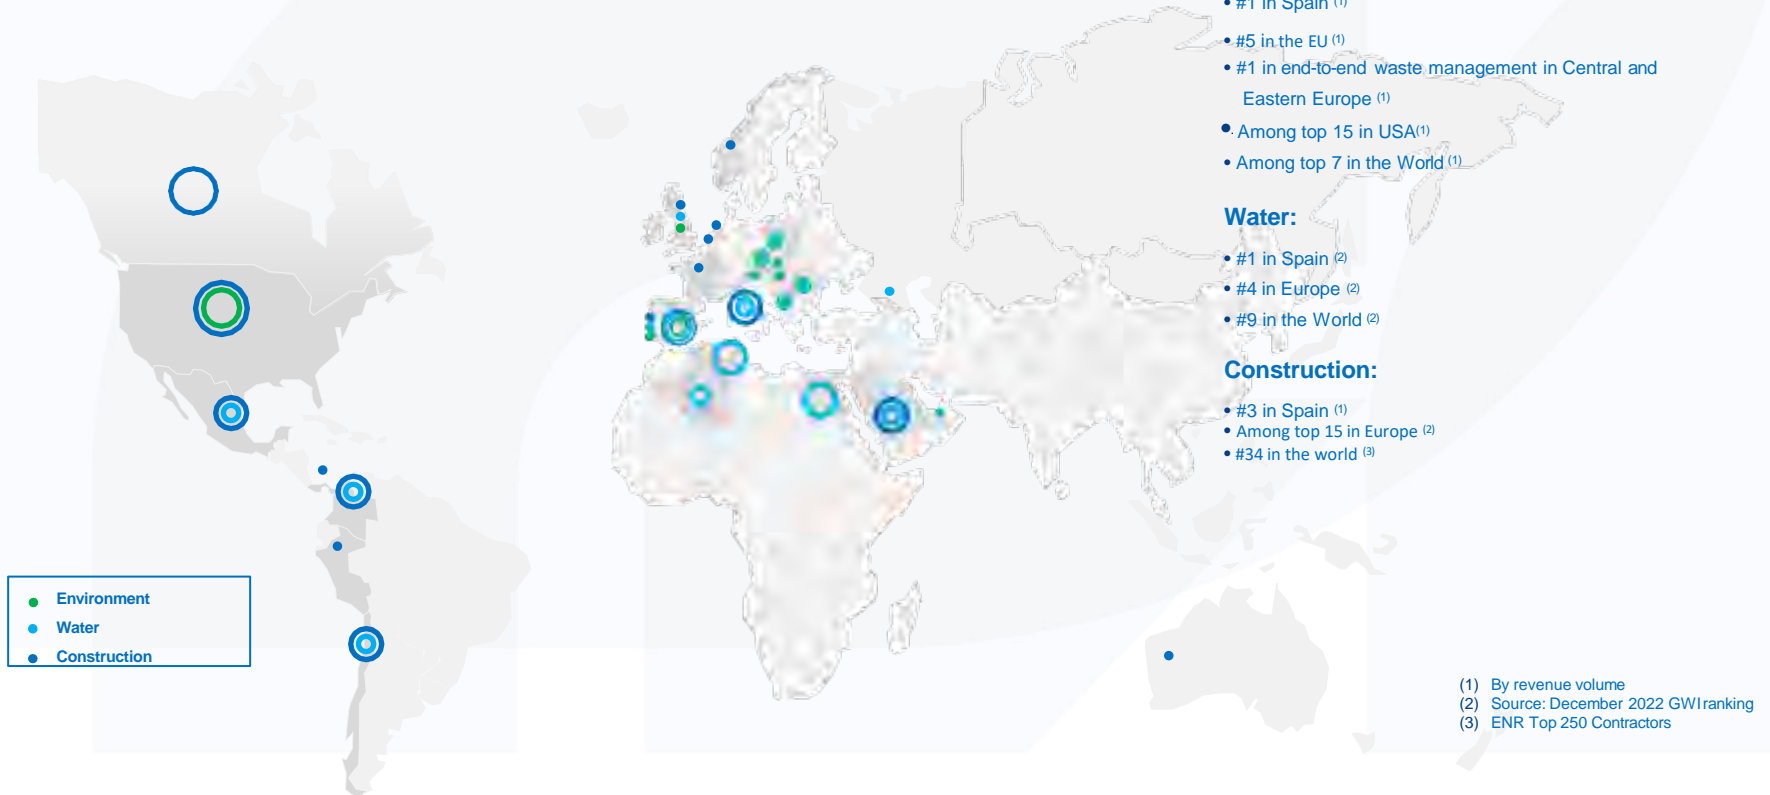 • #1 in Spain (1)
• #5 in the EU (1)
• #1 in end-to-end waste management in Central and
Eastern Europe (1)
• Among top 15 in USA(1)
• Among top 7 in the World (1)
Water:
• #1 in Spain (2)
• #4 in Europe (2)
• #9 in the World (2)
Construction:
• #3 in Spain (1)
• Among top 15 in Europe (2)
• #34 in the world (3)
• Environment
• Water
• Construction
(1) By revenue volume
(2) Source: December 2022 GWI ranking
(3) ENR Top 250 Contractors